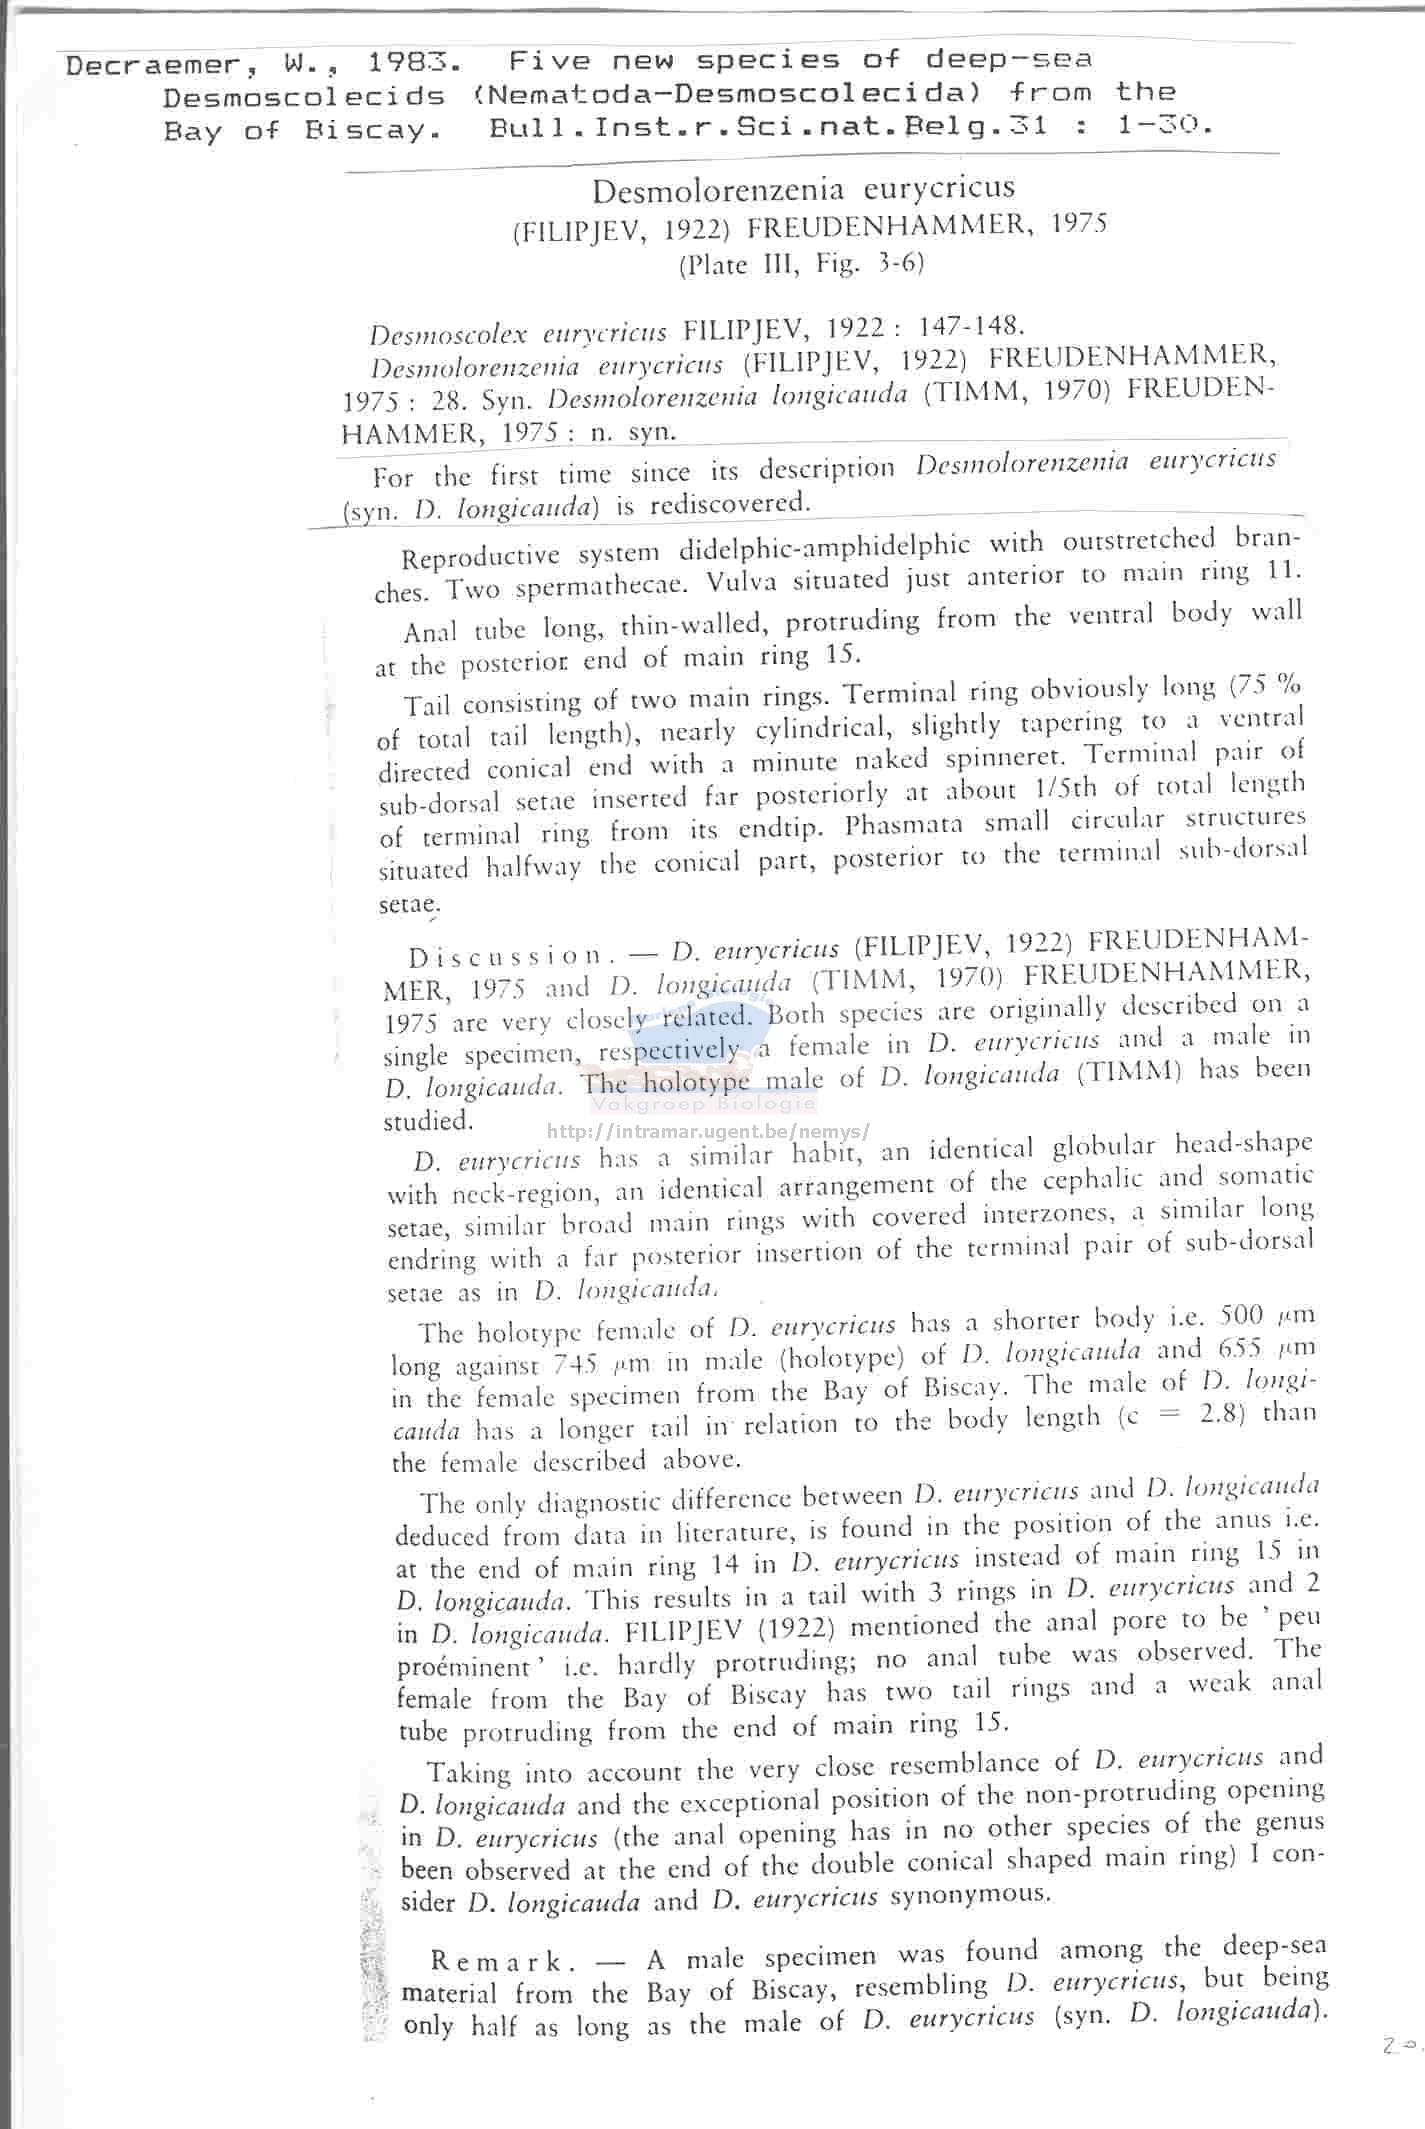 Decraemer, W., 1983. Five new species of deep-sea
Desmoscolecids (Nematoda-Desmoscolecida) from the
Bay of Biscay. Bull.Inst.r.Sci.nat.Belg.31 : 1-30.
Desmolorenzenia eurycricus
(FILIPJEV, 1922) FREUDENHAMMER, 1975
(Plate III, Fig. 3-6)
Desmoscolex eurycricus FILIPJEV, 1922 : 147-148.
Desmolorenzenia eurycricus (FILIPJEV, 1922) FREUDENHAMMER,
1975 : 28. Syn. Desmolorenzenia longicauda (TIMM, 1970) FREUDEN-
HAMMER, 1975 : n. syn.
For the first time since its description Desmolorenzenia eurycricus
(syn. D. longicauda) is rediscovered.
Reproductive system didelphic-amphidelphic with outstretched bran-
ches. Two spermathecae. Vulva situated just anterior to main ring 11.
Anal tube long, thin-walled, protruding from the ventral body wall
at the posterior end of main ring 15.
Tail consisting of two main rings. Terminal ring obviously long (75 %
of total tail length), nearly cylindrical, slightly tapering to a ventral
directed conical end with a minute naked spinneret. Terminal pair of
sub-dorsal setae inserted far posteriorly at about 1/5th of total length
of terminal ring from its endtip. Phasmata small circular structures
situated halfway the conical part, posterior to the terminal sub-dorsal
setae.
Discussion. — D. eurycricus (FILIPJEV, 1922) FREUDENHAM-
MER, 1975 and D. longicauda (TIMM, 1970) FREUDENHAMMER,
1975 are very closely related. Both species are originally described on a
single specimen, respectively a female in D. eurycricus and a male in
D. longicauda. The holotype male of D. longicauda (TIMM) has been
studied.
Vakgroep Biologie
http://intramar.ugent.be/nemys/
D. eurycricus has a similar habit, an identical globular head-shape
with neck-region, an identical arrangement of the cephalic and somatic
setae, similar broad main rings with covered interzones, a similar long
endring with a far posterior insertion of the terminal pair of sub-dorsal
setae as in D. longicauda.
The holotype female of D. eurycricus has a shorter body i.e. 500 μm
long against 745 μm in male (holotype) of D. longicauda and 655 μm
in the female specimen from the Bay of Biscay. The male of D. longi-
cauda has a longer tail in relation to the body length (c = 2.8) than
the female described above.
The only diagnostic difference between D. eurycricus and D. longicauda
deduced from data in literature, is found in the position of the anus i.e.
at the end of main ring 14 in D. eurycricus instead of main ring 15 in
D. longicauda. This results in a tail with 3 rings in D. eurycricus and 2
in D. longicauda. FILIPJEV (1922) mentioned the anal pore to be ' peu
proéminent ' i.e. hardly protruding; no anal tube was observed. The
female from the Bay of Biscay has two tail rings and a weak anal
tube protruding from the end of main ring 15.
Taking into account the very close resemblance of D. eurycricus and
D. longicauda and the exceptional position of the non-protruding opening
in D. eurycricus (the anal opening has in no other species of the genus
been observed at the end of the double conical shaped main ring) I con-
sider D. longicauda and D. eurycricus synonymous.
Remark. — A male specimen was found among the deep-sea
material from the Bay of Biscay, resembling D. eurycricus, but being
only half as long as the male of D. eurycricus (syn. D. longicauda).
20.